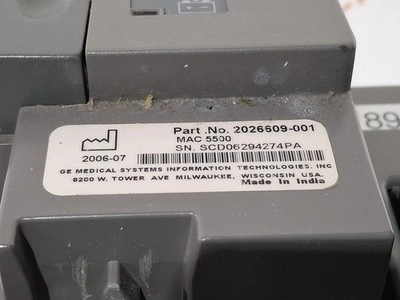 Part .No. 2026609-001
MAC 5500
2006-07
SN. SCD06294274PA
GE MEDICAL SYSTEMS INFORMATION TECHNOLOGIES, INC
8200 W. TOWER AVE MILWAUKEE, WISCONSIN USA.
Made In India
89